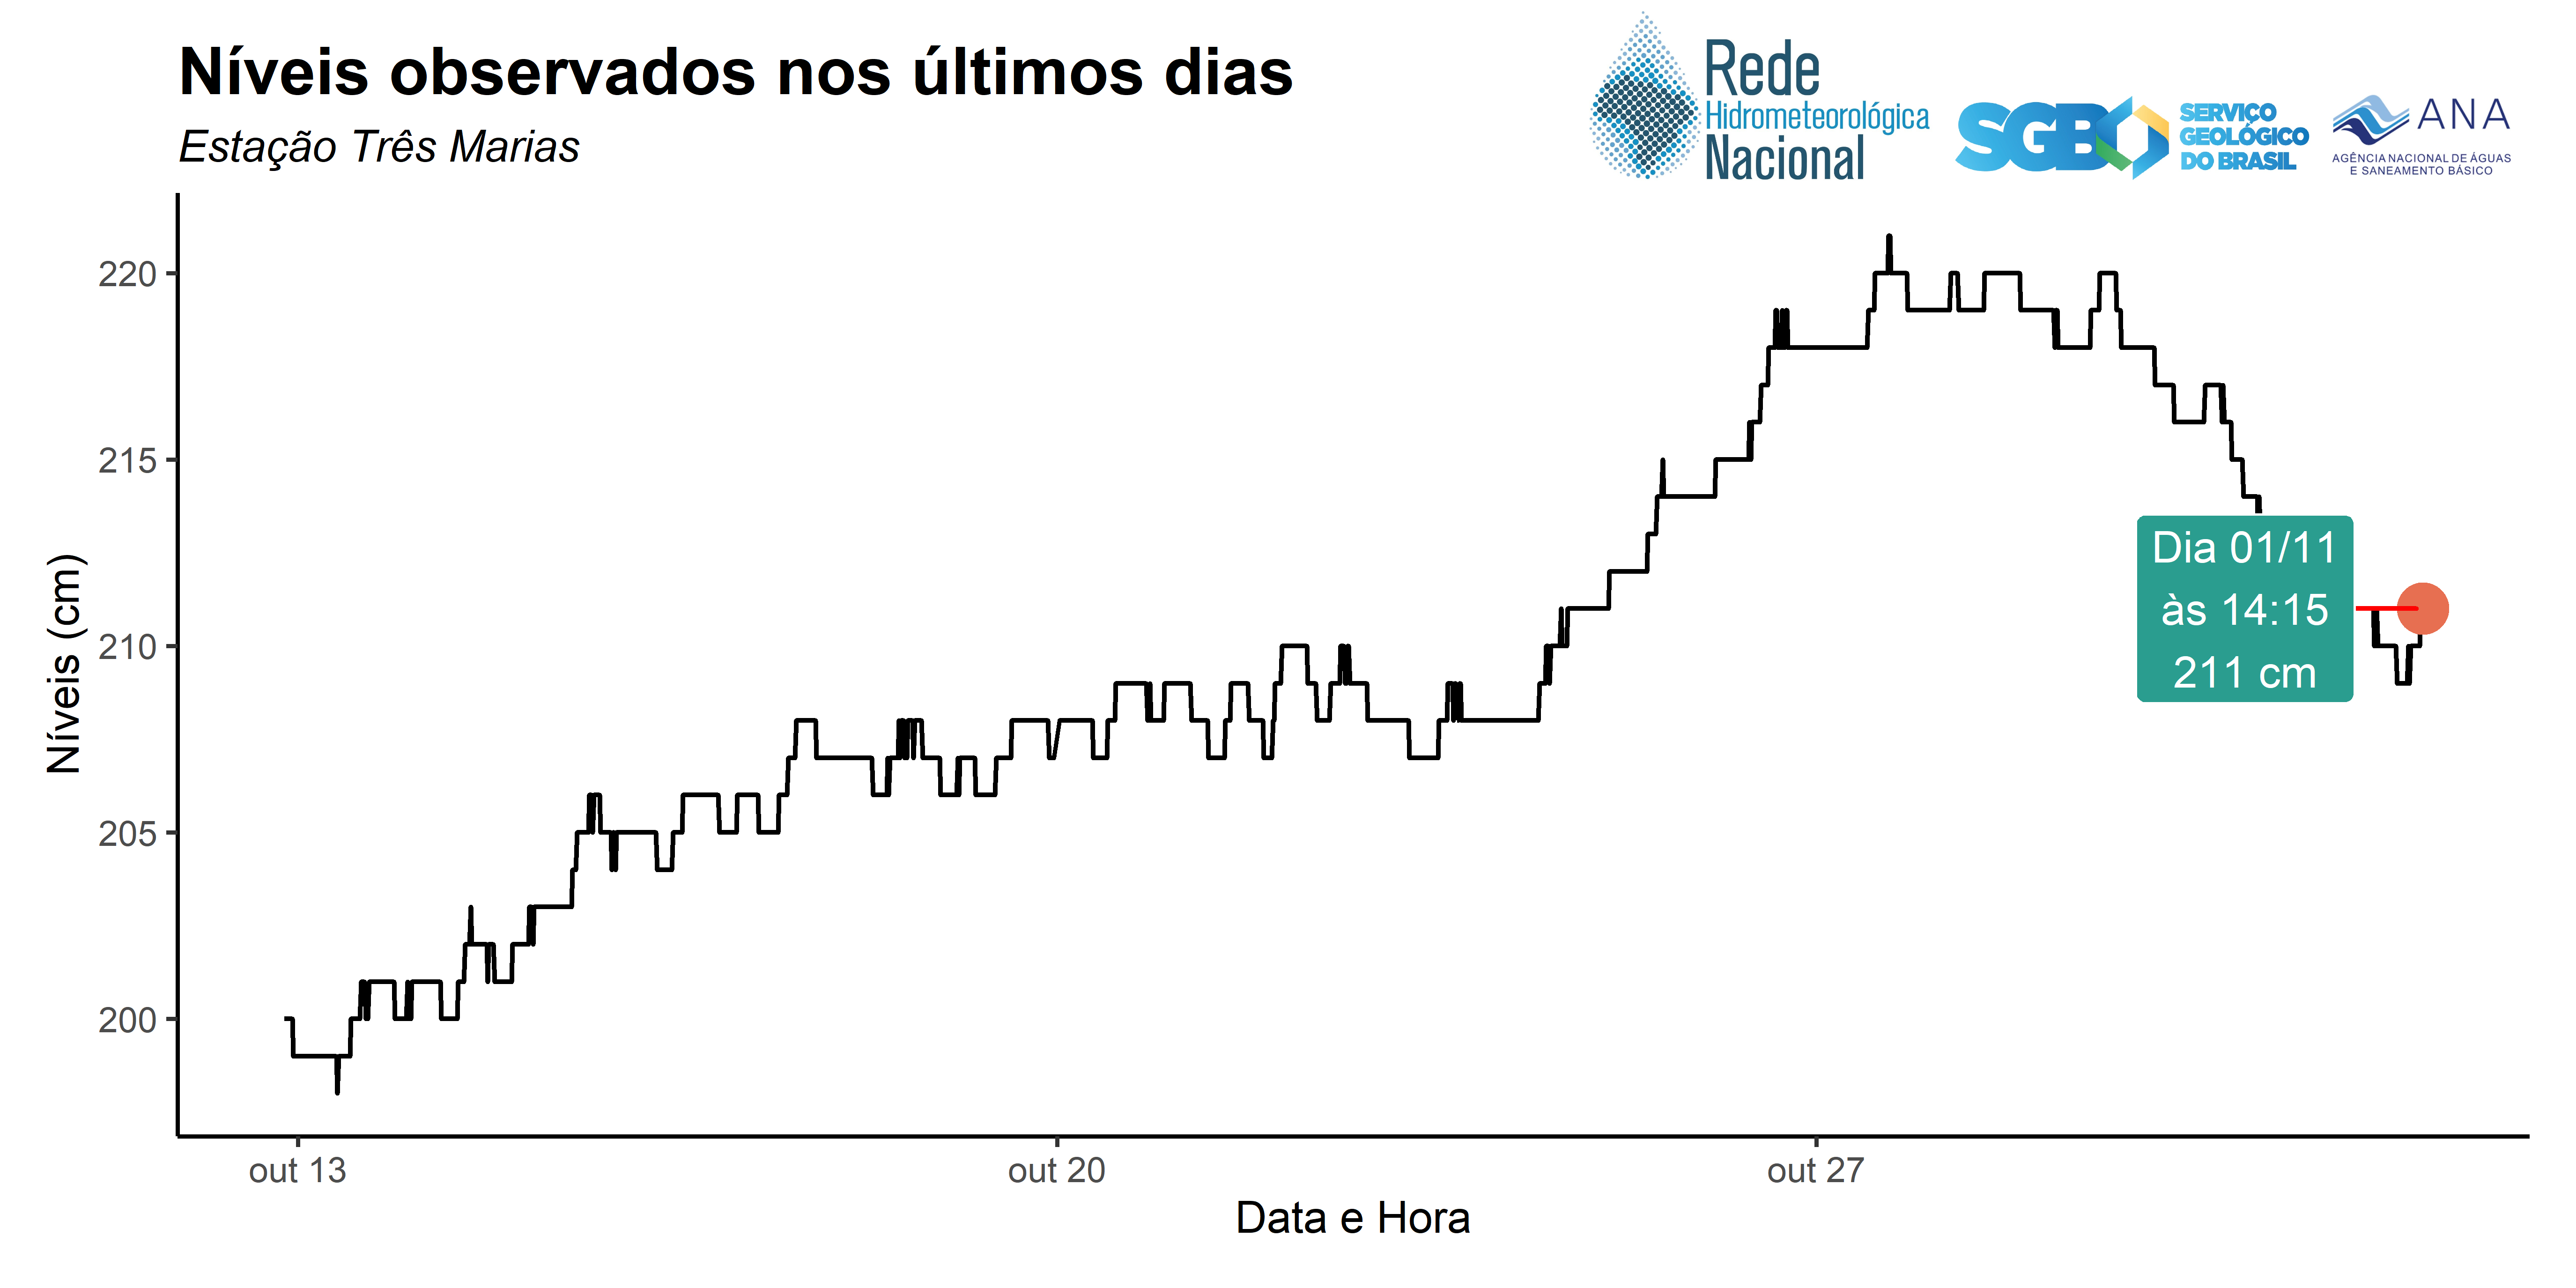 Níveis observados nos últimos dias
Estação Três Marias
Rede
Hidrometeorológica
Nacional
SGB
SERVIÇO
GEOLÓGICO
DO BRASIL
ANA
AGÊNCIA NACIONAL DE ÁGUAS
E SANEAMENTO BÁSICO
Níveis (cm)
220
215
210
205
200
Dia 01/11
às 14:15
211 cm
out 13
out 20
out 27
Data e Hora